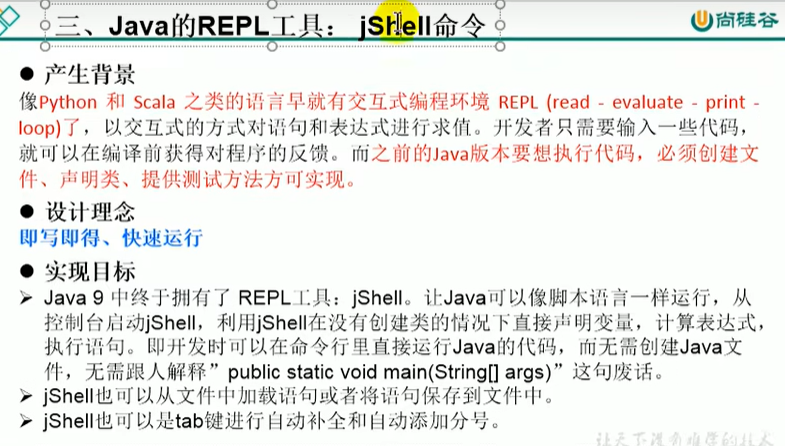 三、Java的REPL工具： jShell命令
尚硅谷
● 产生背景
像Python 和 Scala 之类的语言早就有交互式编程环境 REPL (read - evaluate - print -
loop)了，以交互式的方式对语句和表达式进行求值。开发者只需要输入一些代码，
就可以在编译前获得对程序的反馈。而之前的Java版本要想执行代码，必须创建文
件、声明类、提供测试方法方可实现。
● 设计理念
即写即得、快速运行
● 实现目标
➢ Java 9 中终于拥有了 REPL工具：jShell。让Java可以像脚本语言一样运行，从
控制台启动jShell，利用jShell在没有创建类的情况下直接声明变量，计算表达式，
执行语句。即开发时可以在命令行里直接运行Java的代码，而无需创建Java文
件，无需跟人解释”public static void main(String[] args)”这句废话。
➢ jShell也可以从文件中加载语句或者将语句保存到文件中。
➢ jShell也可以是tab键进行自动补全和自动添加分号。
让天下没有难学的技术